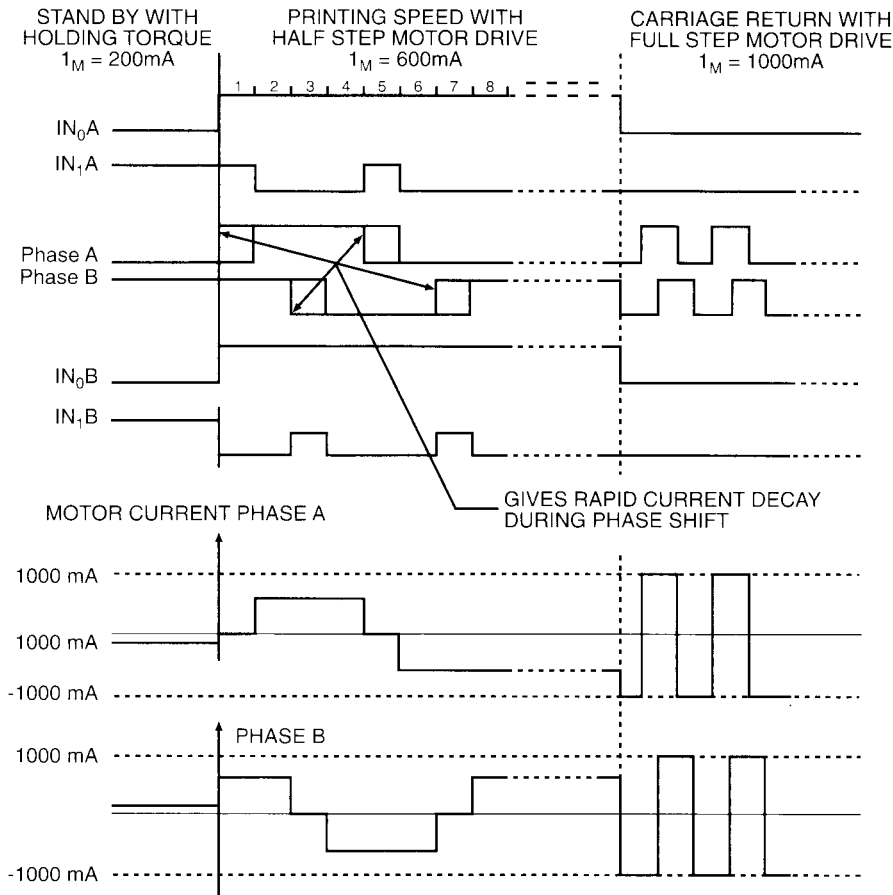 STAND BY WITH
HOLDING TORQUE
1M = 200mA
PRINTING SPEED WITH
HALF STEP MOTOR DRIVE
1M = 600mA
CARRIAGE RETURN WITH
FULL STEP MOTOR DRIVE
1M = 1000mA
1 2 3 4 5 6 7 8
IN0A
IN1A
Phase A
Phase B
IN0B
IN1B
GIVES RAPID CURRENT DECAY
DURING PHASE SHIFT
MOTOR CURRENT PHASE A
1000 mA
1000 mA
-1000 mA
PHASE B
1000 mA
-1000 mA